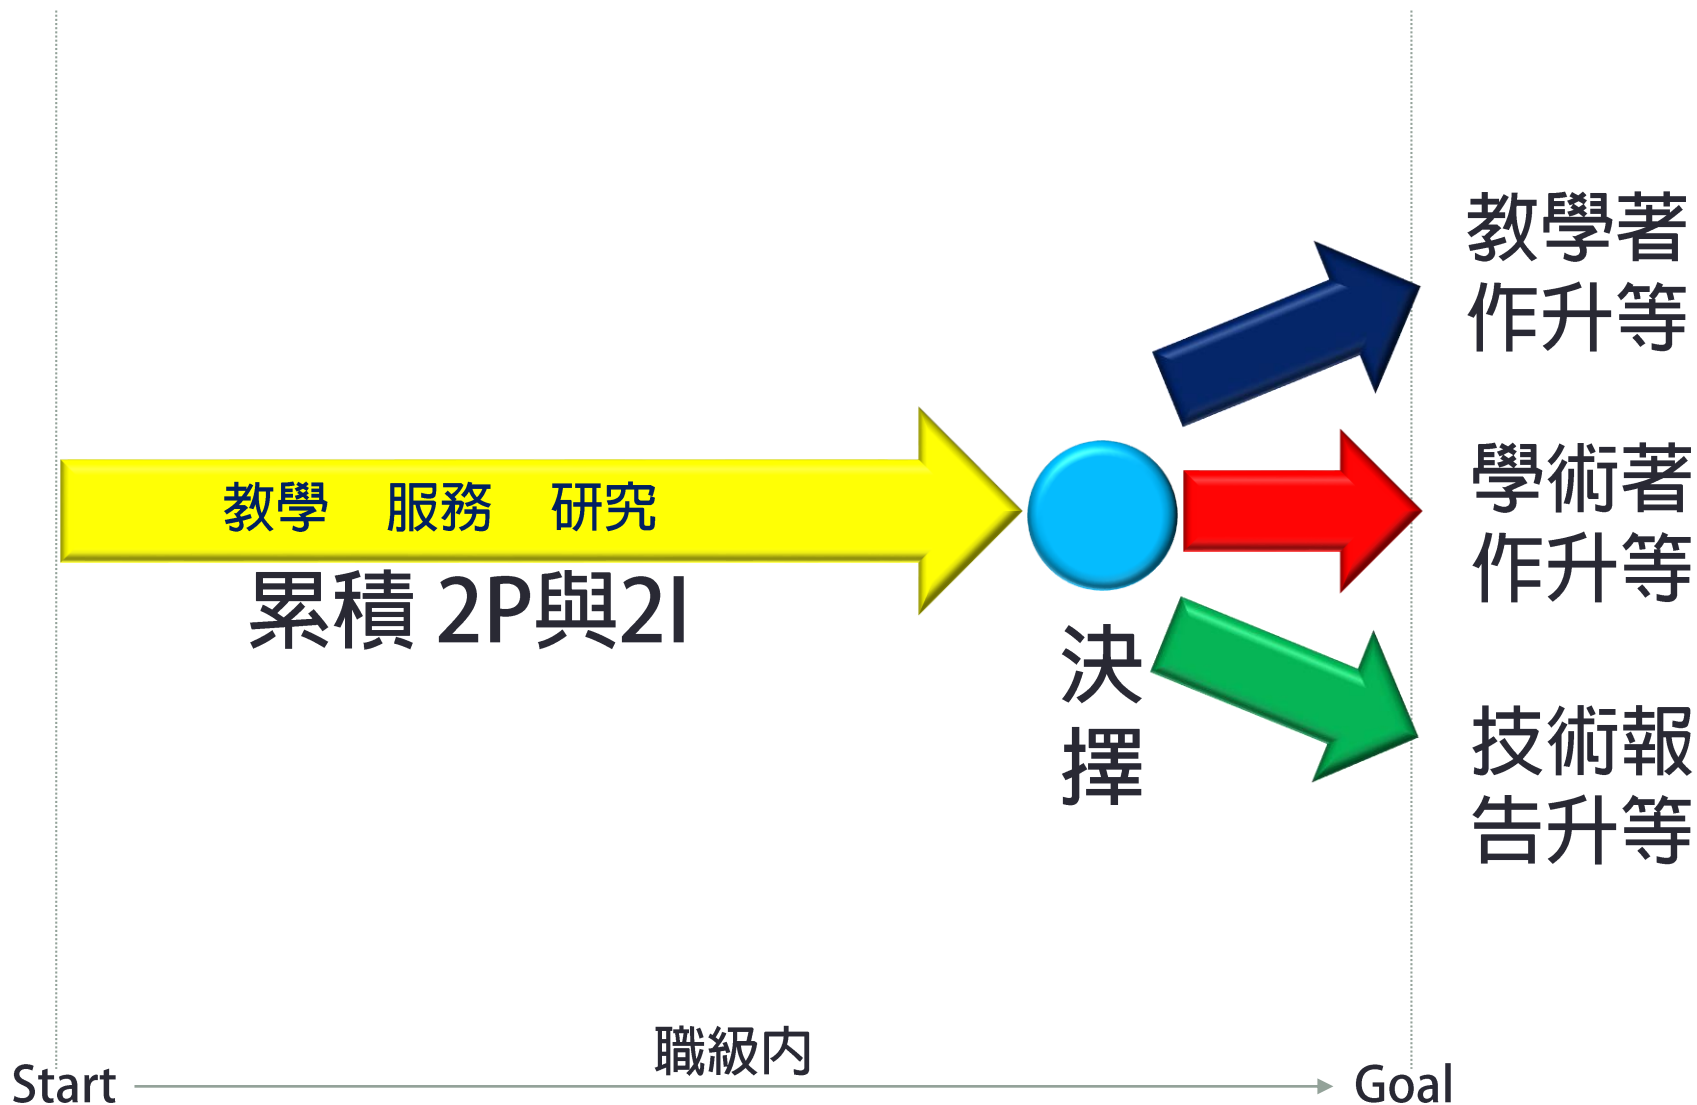 教學著
作升等
教學 服務 研究
累積 2P與2I
決
擇
學術著
作升等
技術報
告升等
職級内
Start
Goal